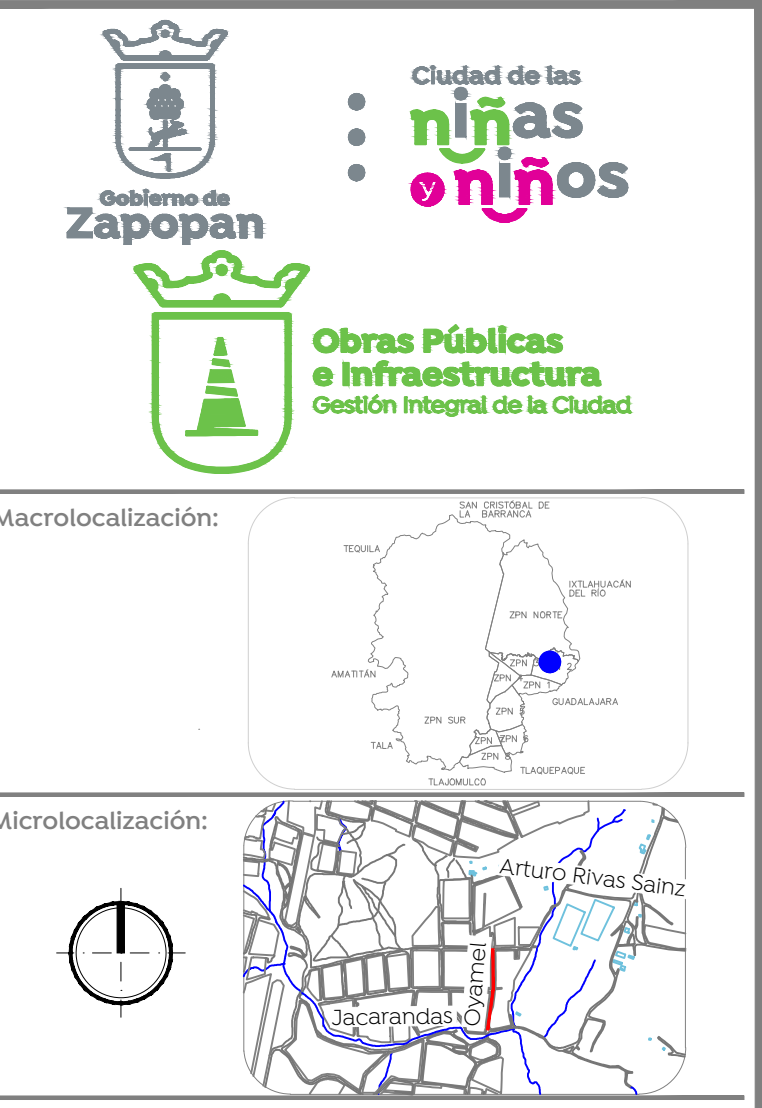 Gobierno de
Zapopan
Ciudad de las
niñas
y niños
Obras Públicas
e Infraestructura
Gestión Integral de la Ciudad
Macrolocalización:
SAN CRISTÓBAL DE
LA BARRANCA
TEQUILA
IXTLAHUACÁN
DEL RÍO
ZPN NORTE
ZPN
2
AMATITÁN
ZPN
ZPN 1
GUADALAJARA
ZPN
ZPN SUR
TALA
ZPN
ZPN 6
ZPN
TLAQUEPAQUE
TLAJOMULCO
Microlocalización:
Arturo Rivas Sainz
Oyamel
Jacarandas